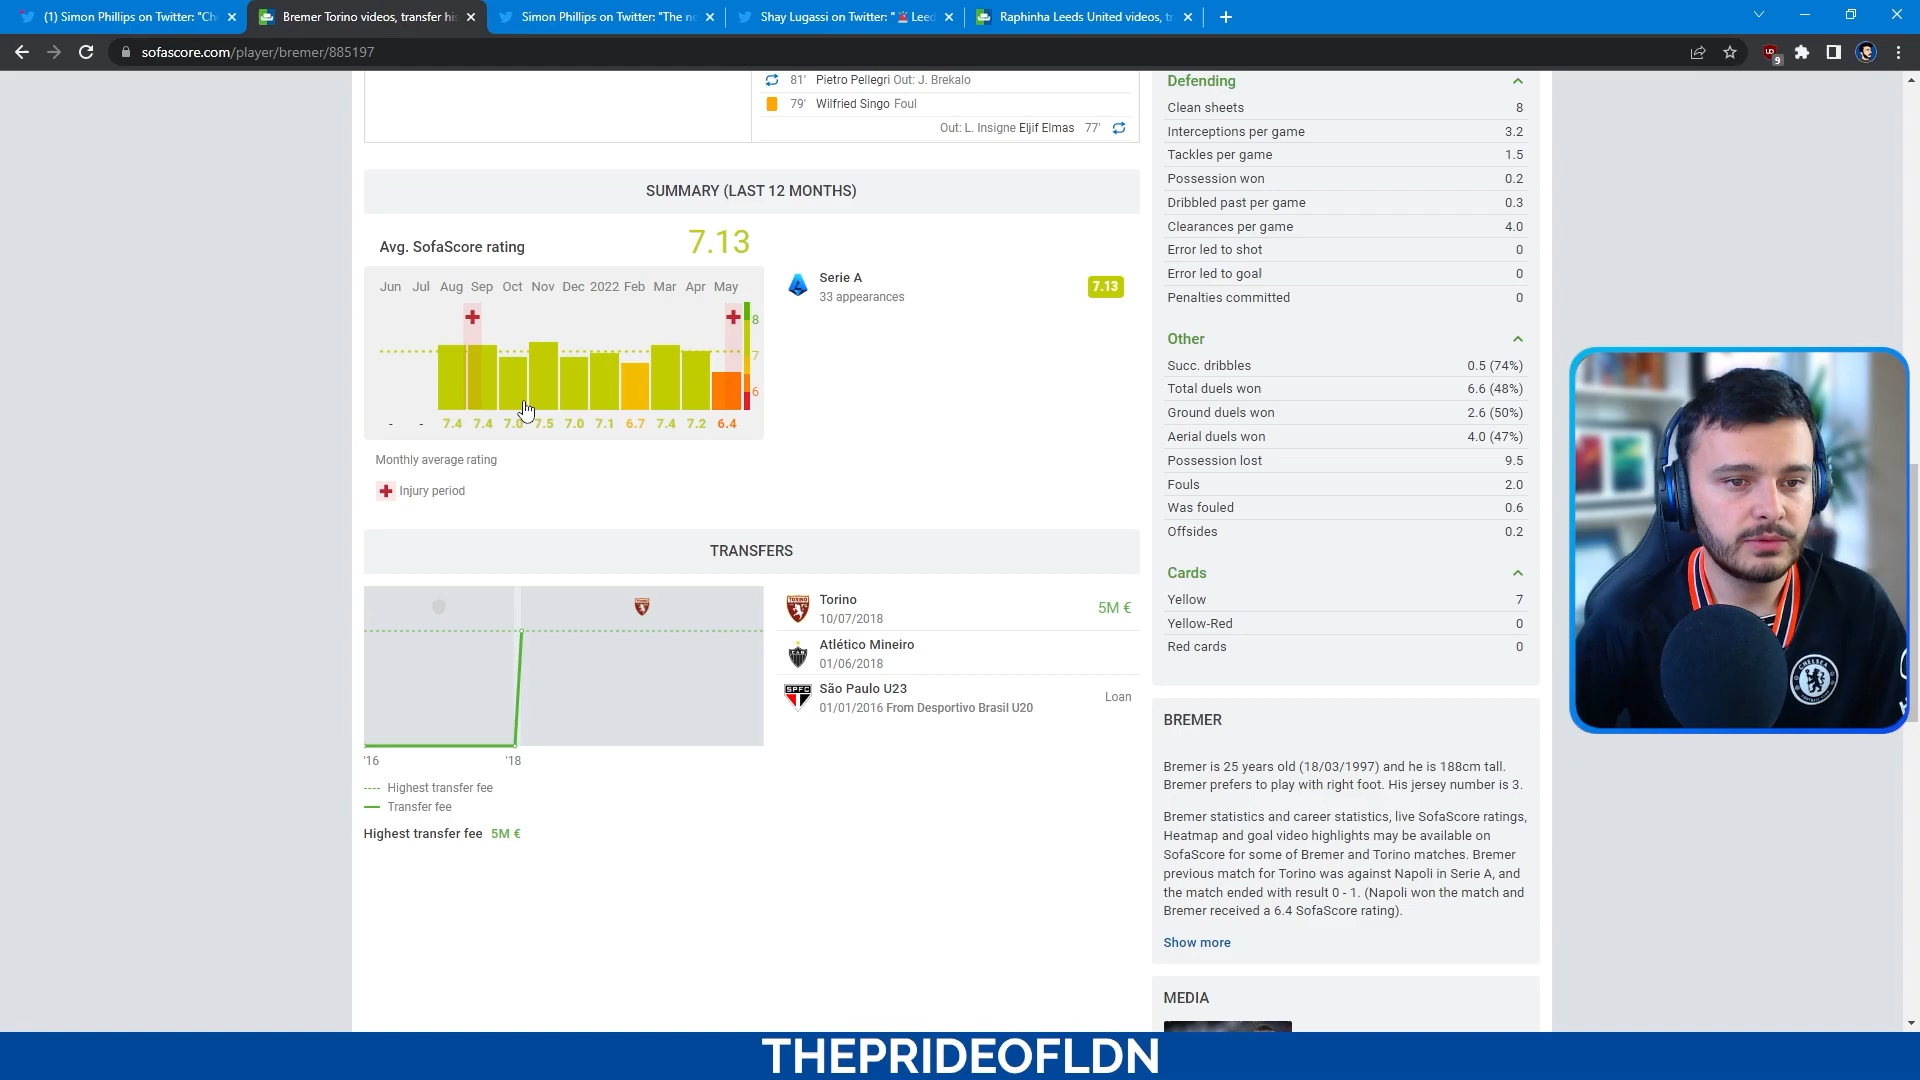 (1) Simon Phillips on Twitter: "Ch
Bremer Torino videos, transfer his
Simon Phillips on Twitter: "The ne
Shay Lugassi on Twitter: "🚨Leed
Raphinha Leeds United videos, tr
sofascore.com/player/bremer/885197
9
81' Pietro Pellegri Out: J. Brekalo
79' Wilfried Singo Foul
Out: L. Insigne Eljif Elmas 77'
SUMMARY (LAST 12 MONTHS)
Avg. SofaScore rating 7.13
Jun Jul Aug Sep Oct Nov Dec 2022 Feb Mar Apr May
8
7
6
- - 7.4 7.4 7.0 7.5 7.0 7.1 6.7 7.4 7.2 6.4
Monthly average rating
Injury period
Serie A
33 appearances
7.13
TRANSFERS
'16 '18
Highest transfer fee
Transfer fee
Highest transfer fee 5M €
Torino
10/07/2018
5M €
Atlético Mineiro
01/06/2018
São Paulo U23
01/01/2016 From Desportivo Brasil U20
Loan
Defending
Clean sheets 8
Interceptions per game 3.2
Tackles per game 1.5
Possession won 0.2
Dribbled past per game 0.3
Clearances per game 4.0
Error led to shot 0
Error led to goal 0
Penalties committed 0
Other
Succ. dribbles 0.5 (74%)
Total duels won 6.6 (48%)
Ground duels won 2.6 (50%)
Aerial duels won 4.0 (47%)
Possession lost 9.5
Fouls 2.0
Was fouled 0.6
Offsides 0.2
Cards
Yellow 7
Yellow-Red 0
Red cards 0
BREMER
Bremer is 25 years old (18/03/1997) and he is 188cm tall.
Bremer prefers to play with right foot. His jersey number is 3.
Bremer statistics and career statistics, live SofaScore ratings,
Heatmap and goal video highlights may be available on
SofaScore for some of Bremer and Torino matches. Bremer
previous match for Torino was against Napoli in Serie A, and
the match ended with result 0 - 1. (Napoli won the match and
Bremer received a 6.4 SofaScore rating).
Show more
MEDIA
THEPRIDEOFLDN